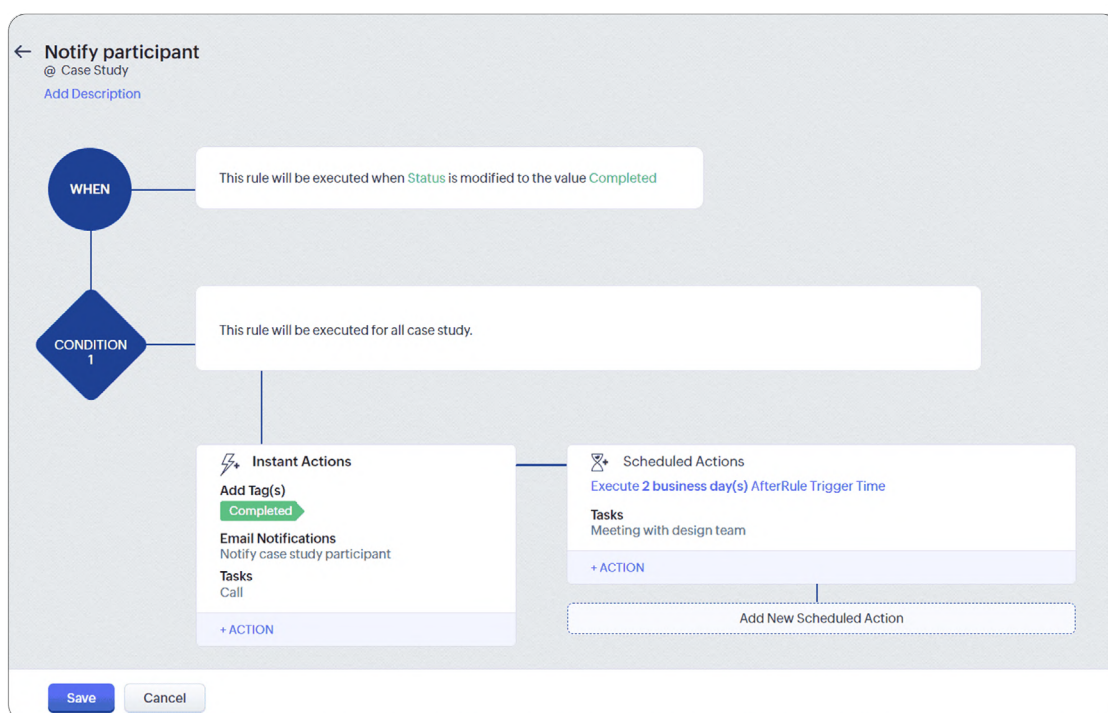 Notify participant
@ Case Study
Add Description
WHEN
This rule will be executed when Status is modified to the value Completed
CONDITION
1
This rule will be executed for all case study.
Instant Actions
Add Tag(s)
Completed
Email Notifications
Notify case study participant
Tasks
Call
+ ACTION
Scheduled Actions
Execute 2 business day(s) AfterRule Trigger Time
Tasks
Meeting with design team
+ ACTION
Add New Scheduled Action
Save
Cancel